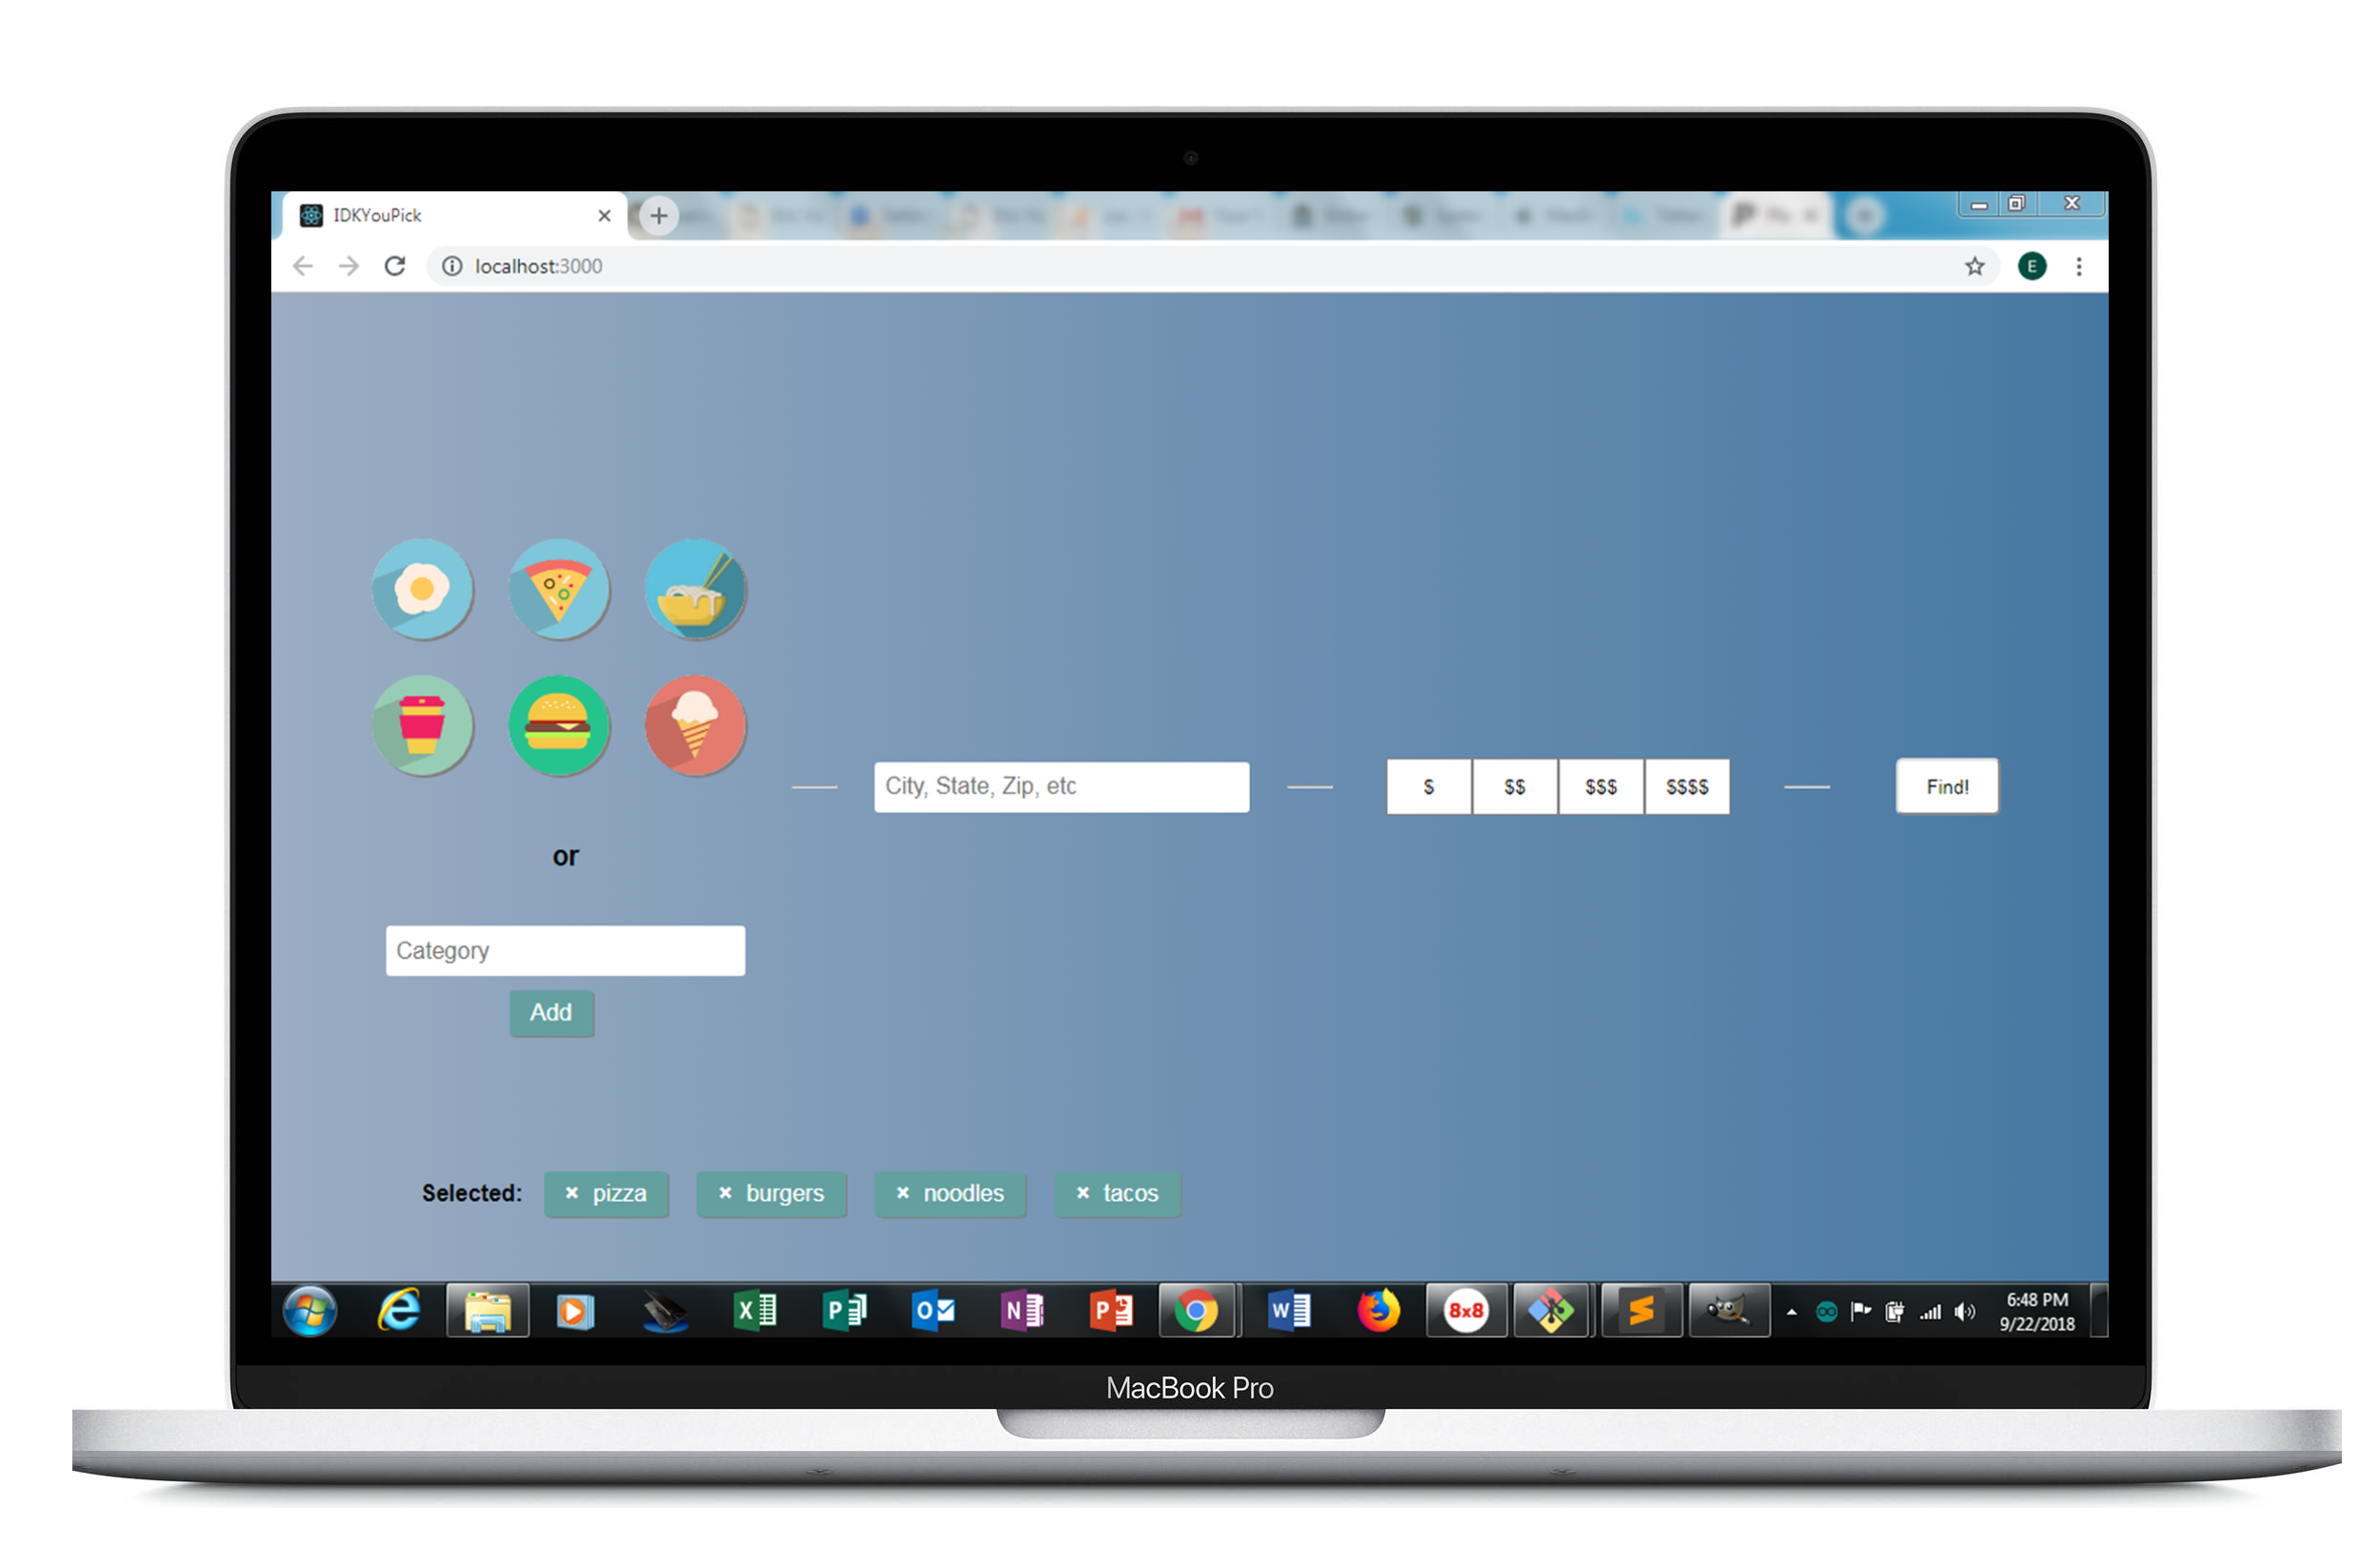 IDKYouPick
localhost:3000
E
City, State, Zip, etc
$ $$ $$$ $$$$
Find!
or
Category
Add
Selected: × pizza × burgers × noodles × tacos
8x8
6:48 PM
9/22/2018
MacBook Pro